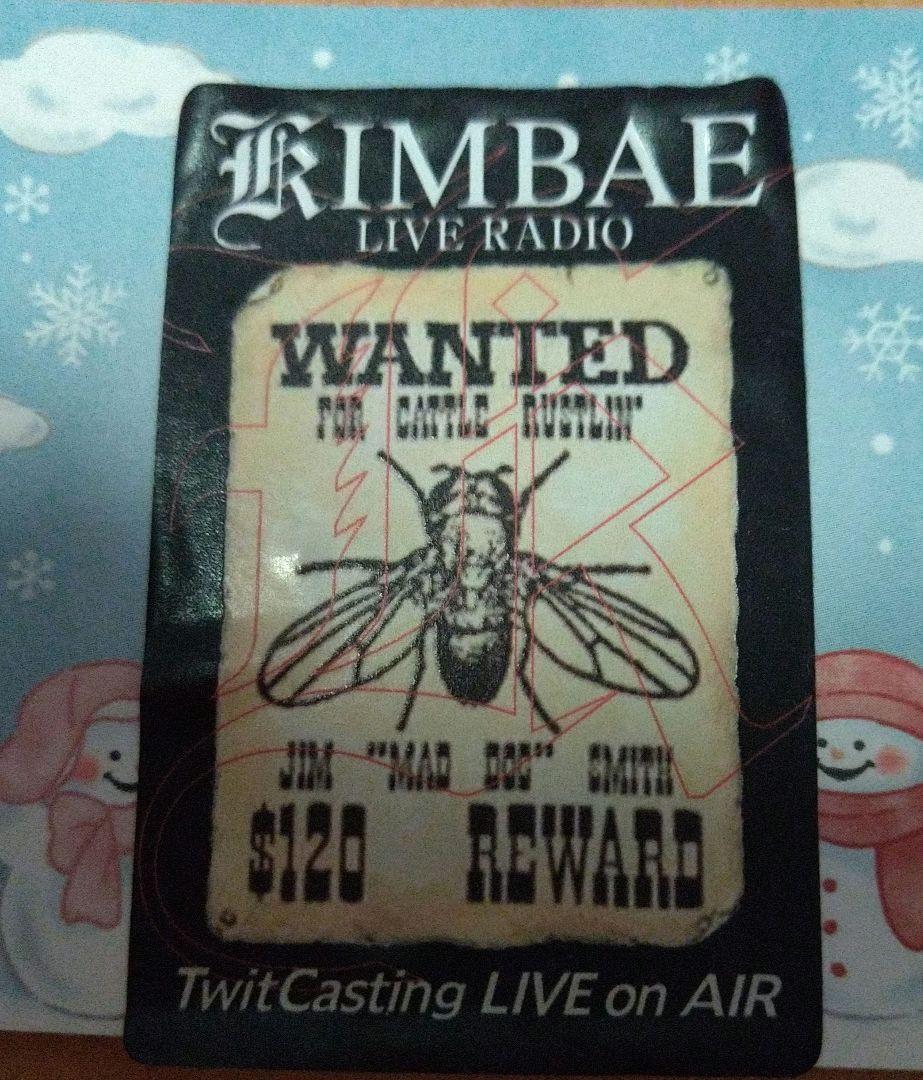 KIMBAE
LIVE RADIO
WANTED
FOR CATTLE RUSTLIN'
JIM "MAD DOG" SMITH
$120 REWARD
TwitCasting LIVE on AIR